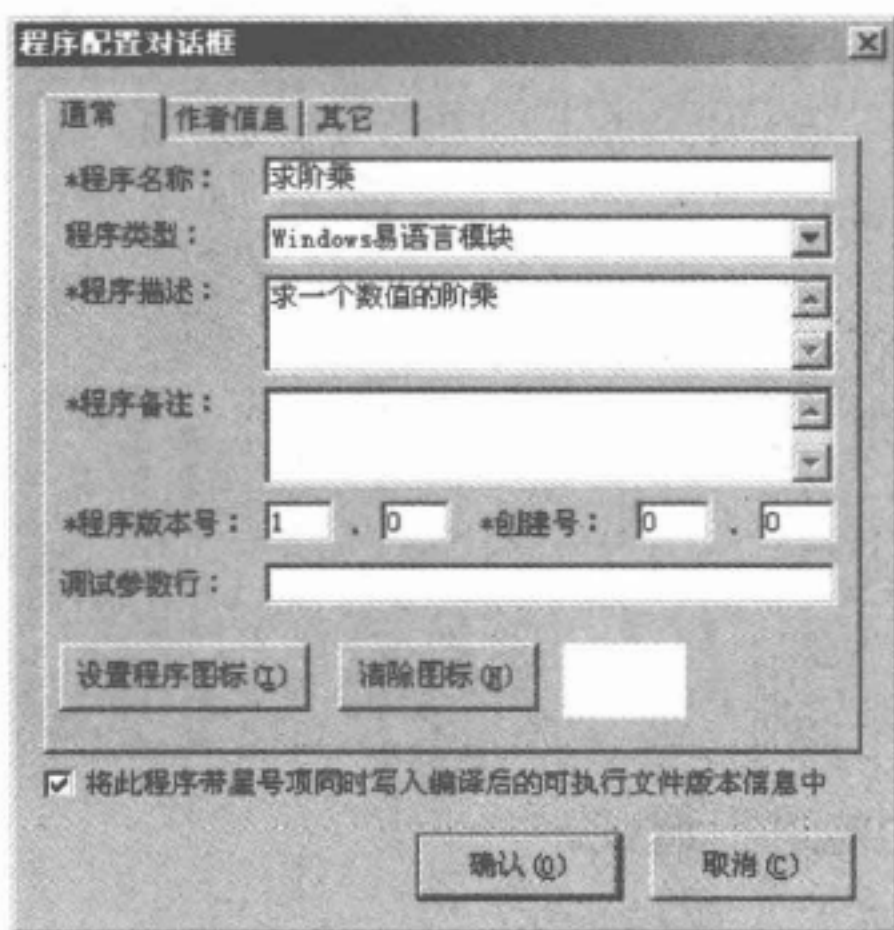 程序配置对话框
通常 作者信息 其它
*程序名称： 求阶乘
程序类型： Windows易语言模块
*程序描述： 求一个数值的阶乘
*程序备注：
*程序版本号： 1 . 0 *创建号： 0 . 0
调试参数行：
设置程序图标(I) 清除图标(N)
将此程序带星号项同时写入编译后的可执行文件版本信息中
确认(O) 取消(C)